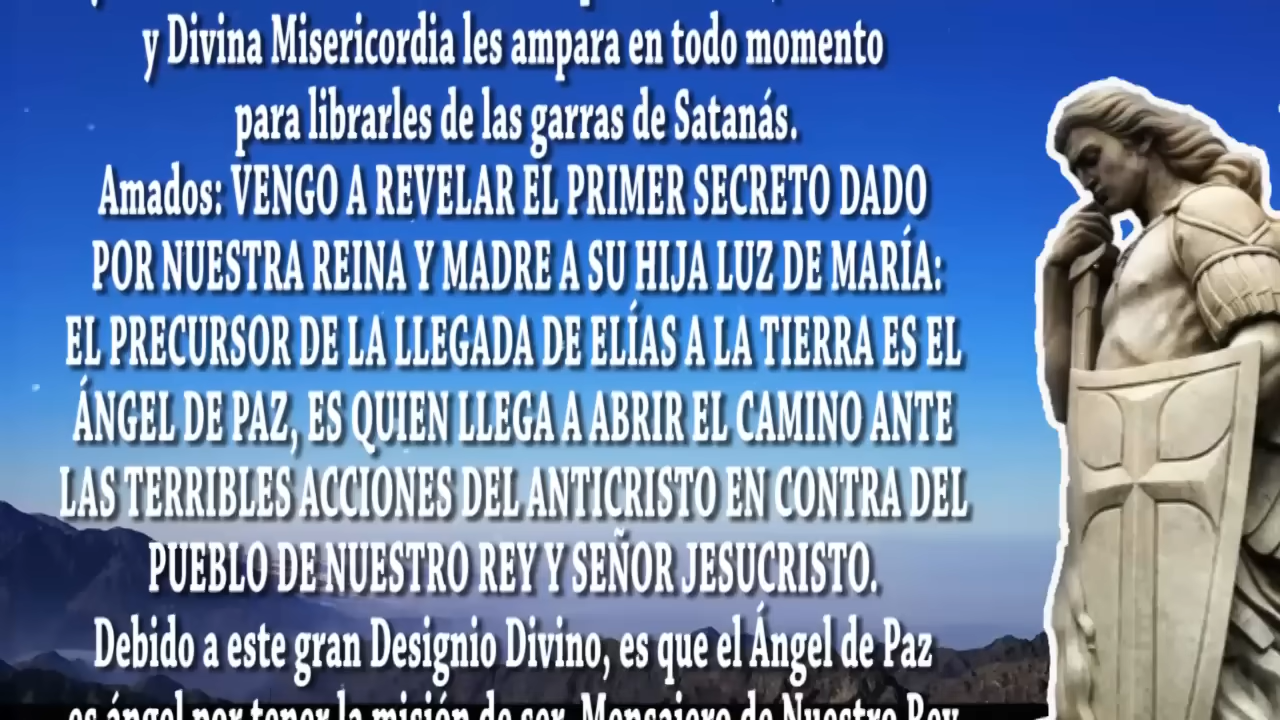 y Divina Misericordia les ampara en todo momento
para librarles de las garras de Satanás.
Amados: VENGO A REVELAR EL PRIMER SECRETO DADO
POR NUESTRA REINA Y MADRE A SU HIJA LUZ DE MARÍA:
EL PRECURSOR DE LA LLEGADA DE ELÍAS A LA TIERRA ES EL
ÁNGEL DE PAZ, ES QUIEN LLEGA A ABRIR EL CAMINO ANTE
LAS TERRIBLES ACCIONES DEL ANTICRISTO EN CONTRA DEL
PUEBLO DE NUESTRO REY Y SEÑOR JESUCRISTO.
Debido a este gran Designio Divino, es que el Ángel de Paz
es ángel por tener la misión de ser Mensajero de Nuestro Rey